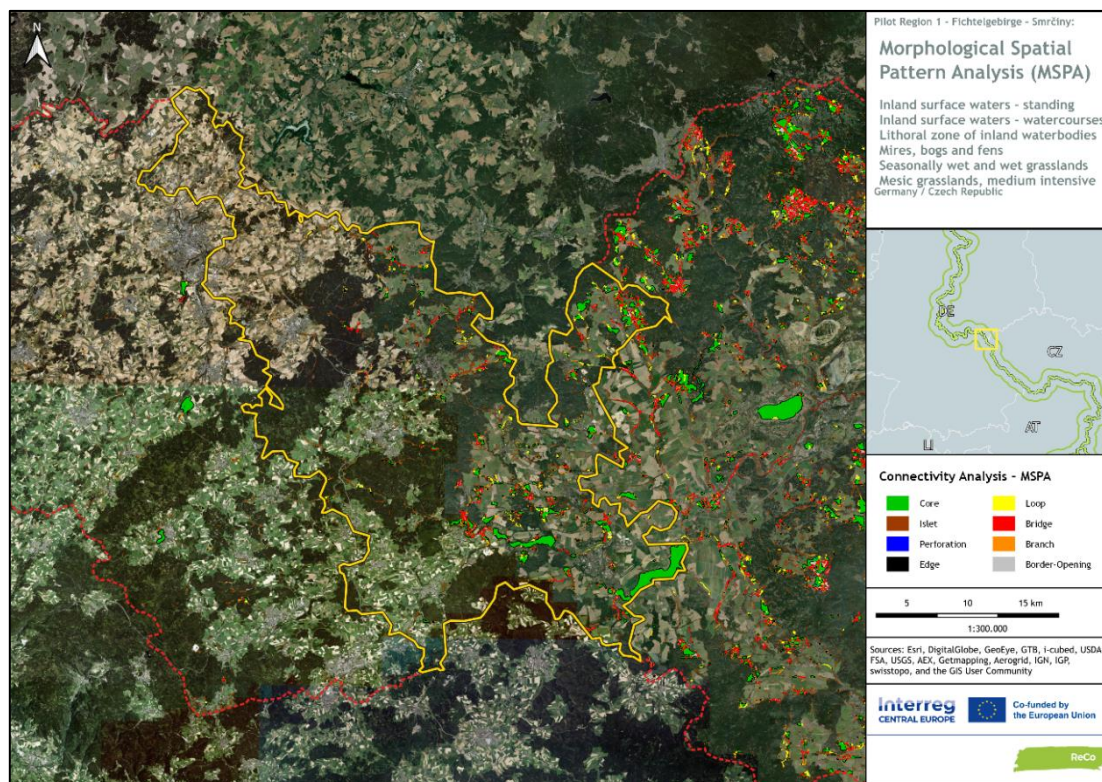 N
Pilot Region 1 - Fichtelgebirge - Smrčiny:
Morphological Spatial
Pattern Analysis (MSPA)
Inland surface waters - standing
Inland surface waters - watercourses
Lithoral zone of inland waterbodies
Mires, bogs and fens
Seasonally wet and wet grasslands
Mesic grasslands, medium intensive
Germany / Czech Republic
DE
CZ
AT
LI
Connectivity Analysis - MSPA
Core
Loop
Islet
Bridge
Perforation
Branch
Edge
Border-Opening
5 10 15 km
1:300.000
Sources: Esri, DigitalGlobe, GeoEye, GTB, i-cubed, USDA
FSA, USGS, AEX, Getmapping, Aerogrid, IGN, IGP,
swisstopo, and the GIS User Community
Interreg
CENTRAL EUROPE
Co-funded by
the European Union
ReCo